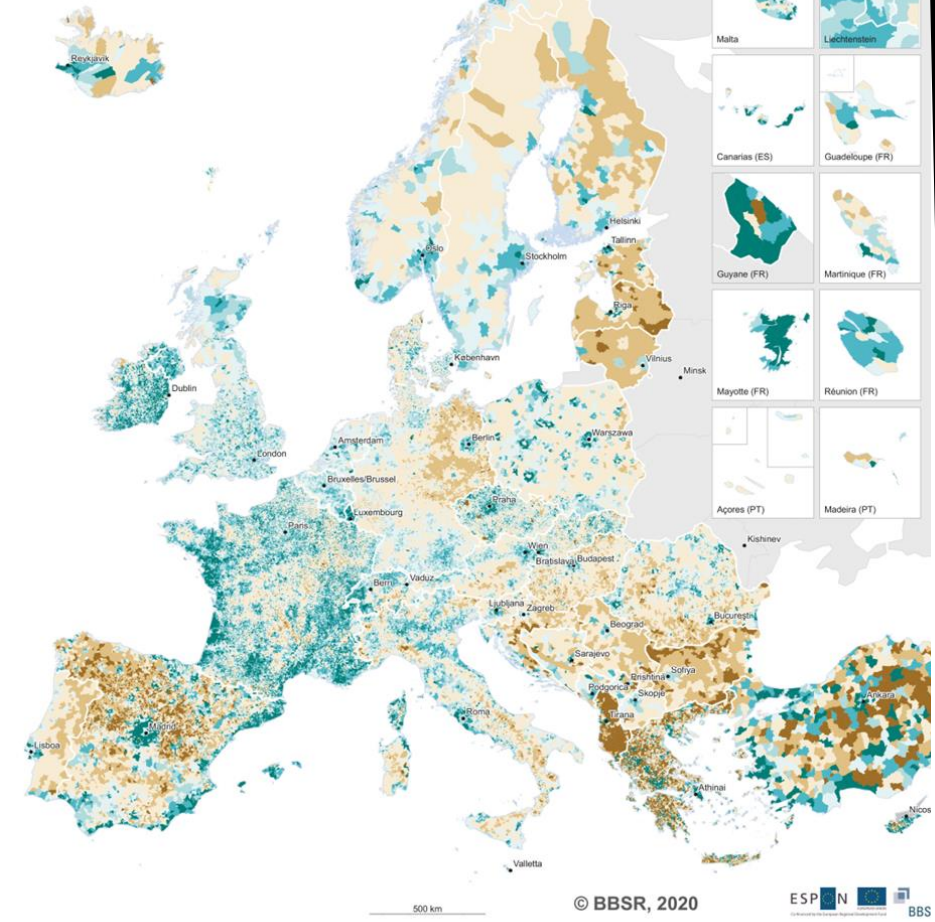 Malta
Liechtenstein
Reykjavik
Canarias (ES)
Guadeloupe (FR)
Guyane (FR)
Martinique (FR)
Mayotte (FR)
Réunion (FR)
Açores (PT)
Madeira (PT)
Helsinki
Tallinn
Oslo
Stockholm
Riga
København
Vilnius
Minsk
Dublin
Amsterdam
Berlin
Warszawa
London
Bruxelles/Brussel
Praha
Luxembourg
Paris
Kishinev
Wien
Bratislava
Budapest
Bern
Vaduz
Ljubljana
Zagreb
Bucureşti
Beograd
Sarajevo
Prishtina
Sofiya
Podgorica
Skopje
Ankara
Madrid
Roma
Tirana
Lisboa
Athinai
Nicos
Valletta
500 km
© BBSR, 2020
ESPON
BBS